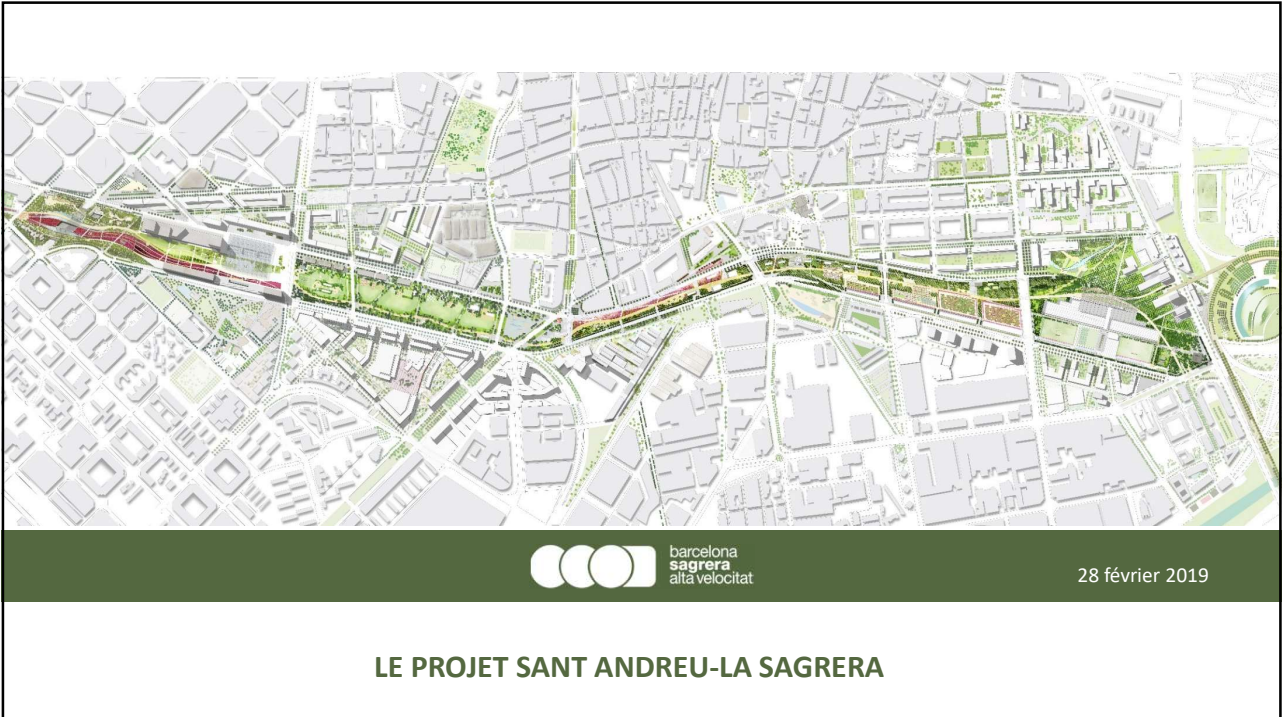 barcelona
sagrera
alta velocitat
28 février 2019
LE PROJET SANT ANDREU-LA SAGRERA